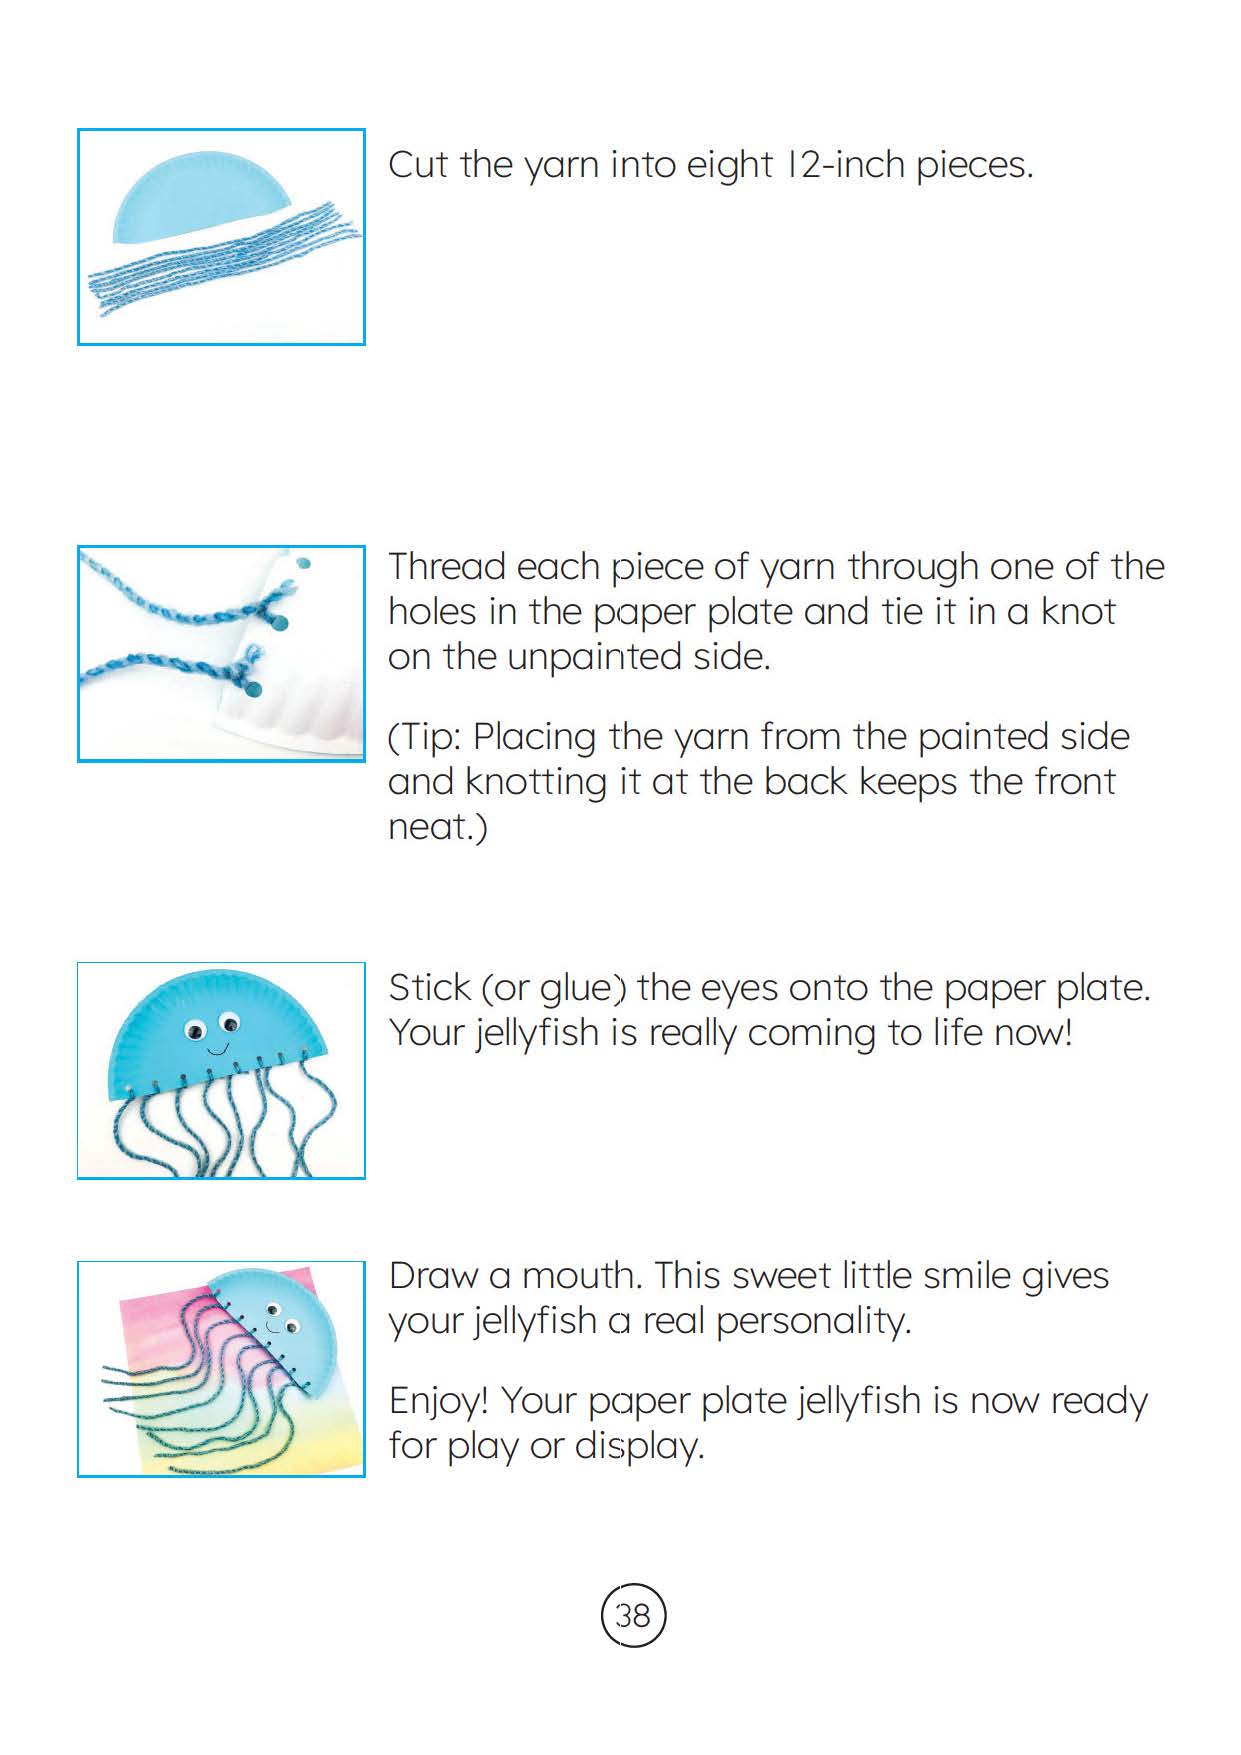 Cut the yarn into eight 12-inch pieces.
Thread each piece of yarn through one of the
holes in the paper plate and tie it in a knot
on the unpainted side.
(Tip: Placing the yarn from the painted side
and knotting it at the back keeps the front
neat.)
Stick (or glue) the eyes onto the paper plate.
Your jellyfish is really coming to life now!
Draw a mouth. This sweet little smile gives
your jellyfish a real personality.
Enjoy! Your paper plate jellyfish is now ready
for play or display.
38